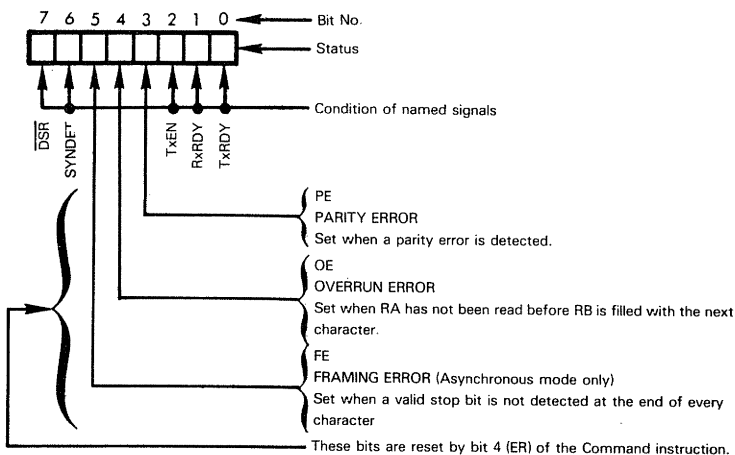 7 6 5 4 3 2 1 0 Bit No.
Status
Condition of named signals
DSR
SYNDET
TxEN
RxRDY
TxRDY
PE
PARITY ERROR
Set when a parity error is detected.
OE
OVERRUN ERROR
Set when RA has not been read before RB is filled with the next
character.
FE
FRAMING ERROR (Asynchronous mode only)
Set when a valid stop bit is not detected at the end of every
character
These bits are reset by bit 4 (ER) of the Command instruction.